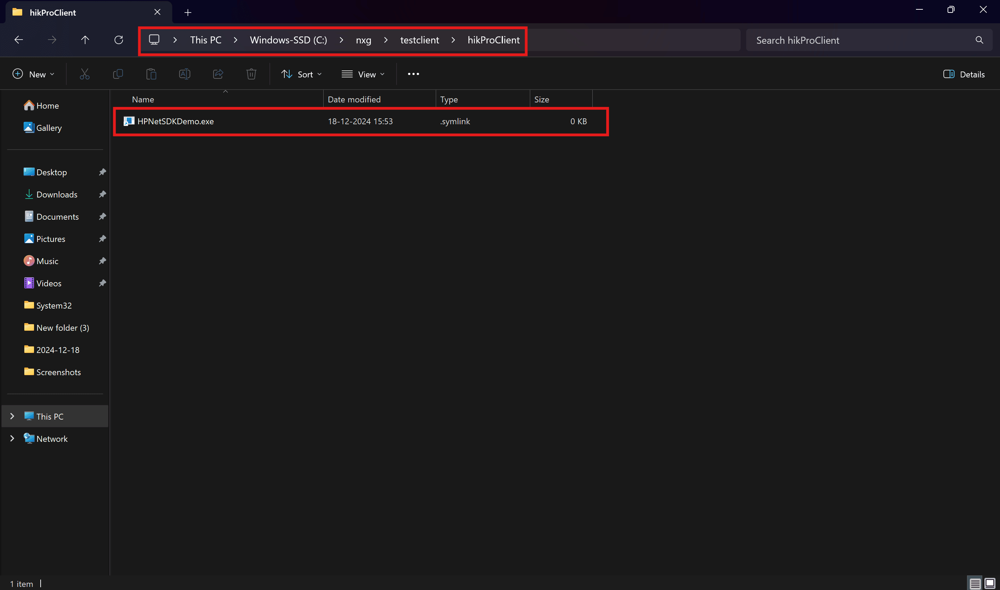 hikProClient
This PC > Windows-SSD (C:) > nxg > testclient > hikProClient
Search hikProClient
New
Sort
View
Details
Name Date modified Type Size
HPNetSDKDemo.exe 18-12-2024 15:53 .symlink 0 KB
Home
Gallery
Desktop
Downloads
Documents
Pictures
Music
Videos
System32
New folder (3)
2024-12-18
Screenshots
This PC
Network
1 item